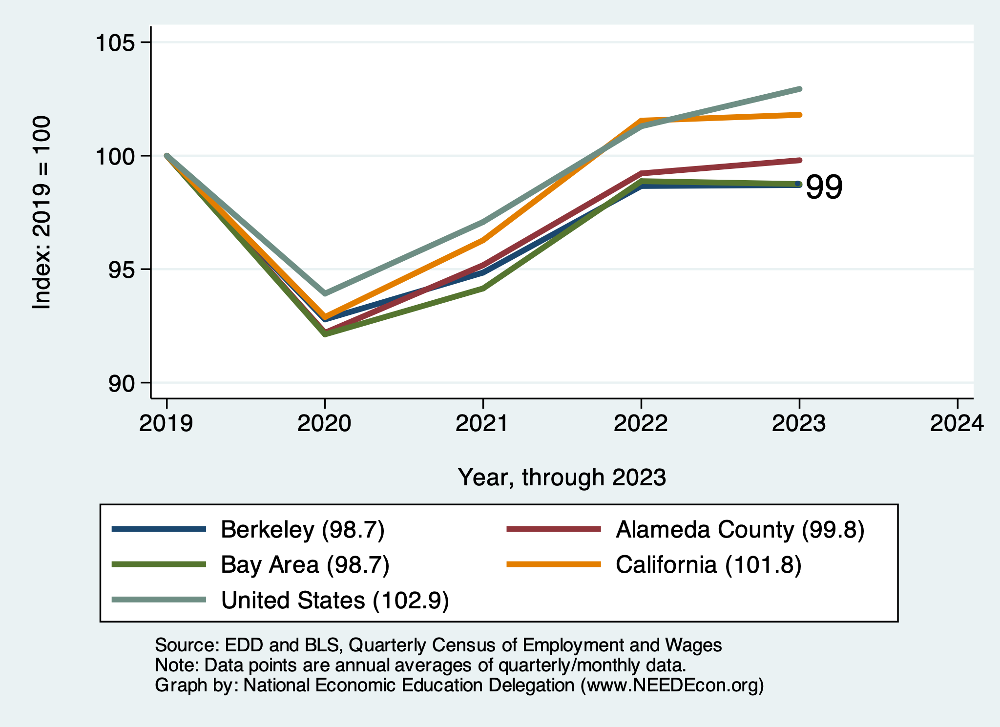 105
100
95
90
Index: 2019 = 100
99
2019 2020 2021 2022 2023 2024
Year, through 2023
Berkeley (98.7) Alameda County (99.8)
Bay Area (98.7) California (101.8)
United States (102.9)
Source: EDD and BLS, Quarterly Census of Employment and Wages
Note: Data points are annual averages of quarterly/monthly data.
Graph by: National Economic Education Delegation (www.NEEDEcon.org)